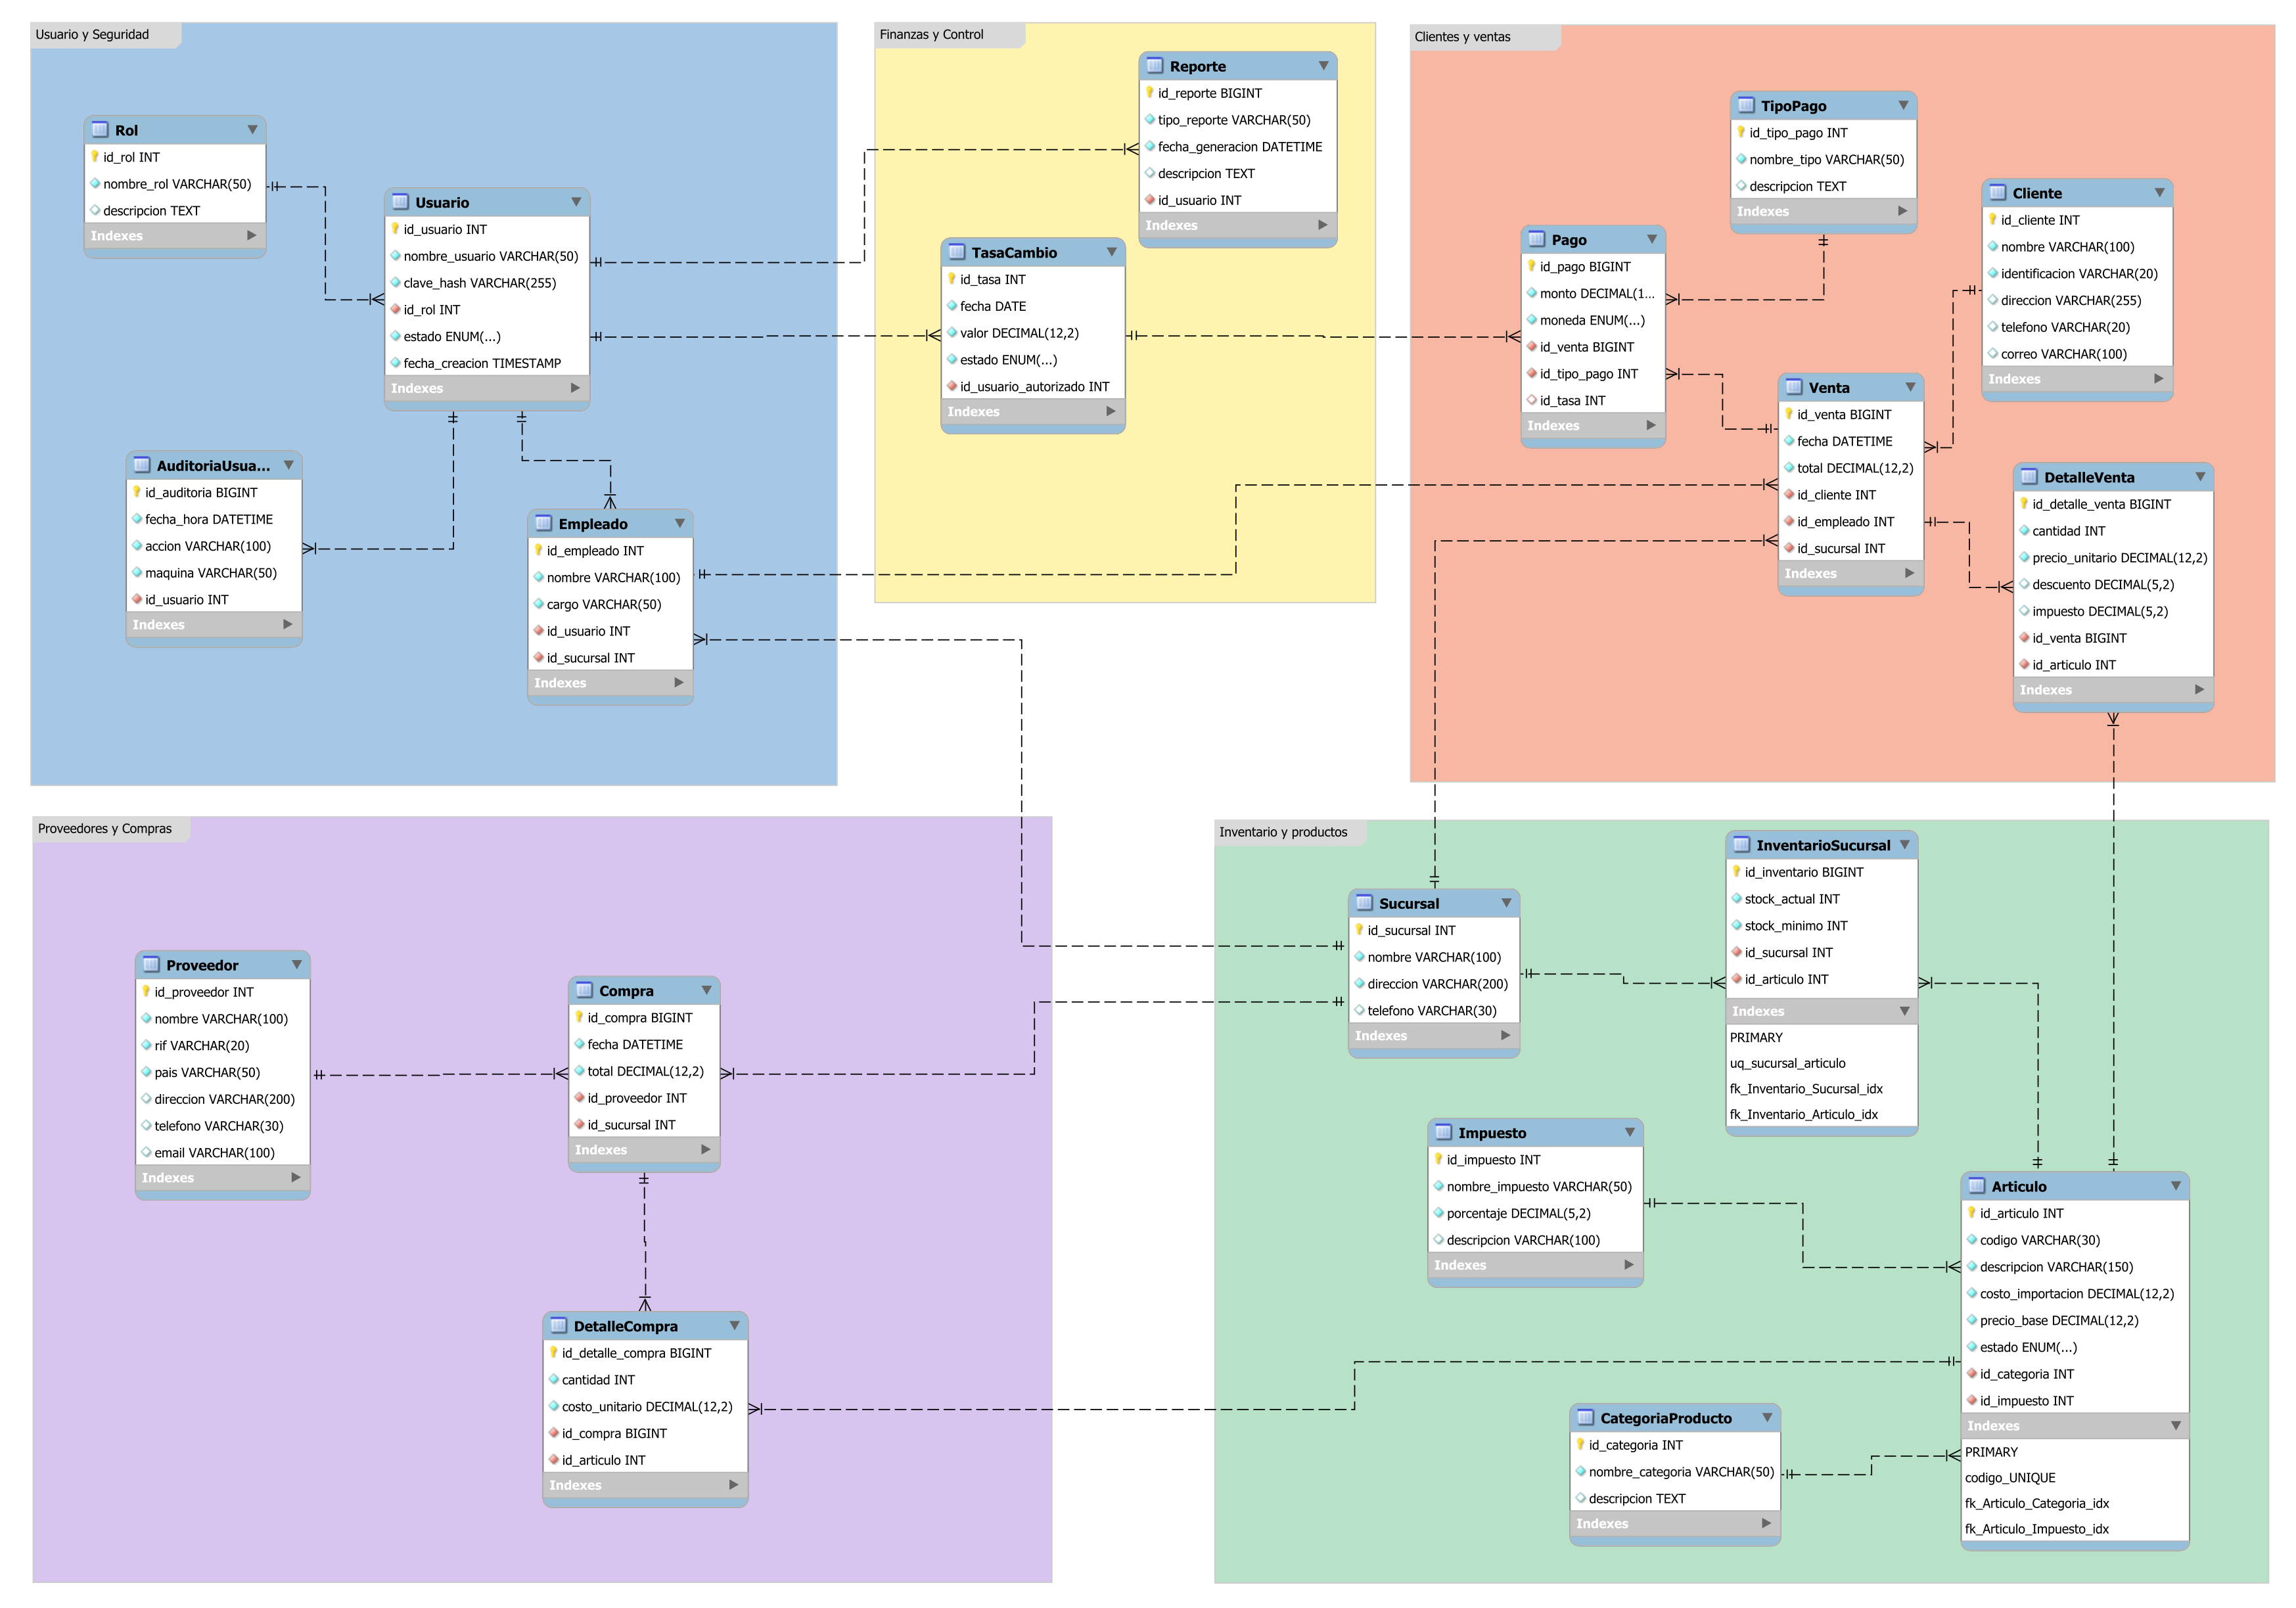 Usuario y Seguridad
Rol
id_rol INT
nombre_rol VARCHAR(50)
descripcion TEXT
Indexes
Usuario
id_usuario INT
nombre_usuario VARCHAR(50)
clave_hash VARCHAR(255)
id_rol INT
estado ENUM(...)
fecha_creacion TIMESTAMP
Indexes
AuditoriaUsua...
id_auditoria BIGINT
fecha_hora DATETIME
accion VARCHAR(100)
maquina VARCHAR(50)
id_usuario INT
Indexes
Empleado
id_empleado INT
nombre VARCHAR(100)
cargo VARCHAR(50)
id_usuario INT
id_sucursal INT
Indexes
Finanzas y Control
Reporte
id_reporte BIGINT
tipo_reporte VARCHAR(50)
fecha_generacion DATETIME
descripcion TEXT
id_usuario INT
Indexes
TasaCambio
id_tasa INT
fecha DATE
valor DECIMAL(12,2)
estado ENUM(...)
id_usuario_autorizado INT
Indexes
Clientes y ventas
TipoPago
id_tipo_pago INT
nombre_tipo VARCHAR(50)
descripcion TEXT
Indexes
Cliente
id_cliente INT
nombre VARCHAR(100)
identificacion VARCHAR(20)
direccion VARCHAR(255)
telefono VARCHAR(20)
correo VARCHAR(100)
Indexes
Pago
id_pago BIGINT
monto DECIMAL(1...
moneda ENUM(...)
id_venta BIGINT
id_tipo_pago INT
id_tasa INT
Indexes
Venta
id_venta BIGINT
fecha DATETIME
total DECIMAL(12,2)
id_cliente INT
id_empleado INT
id_sucursal INT
Indexes
DetalleVenta
id_detalle_venta BIGINT
cantidad INT
precio_unitario DECIMAL(12,2)
descuento DECIMAL(5,2)
impuesto DECIMAL(5,2)
id_venta BIGINT
id_articulo INT
Indexes
Proveedores y Compras
Proveedor
id_proveedor INT
nombre VARCHAR(100)
rif VARCHAR(20)
pais VARCHAR(50)
direccion VARCHAR(200)
telefono VARCHAR(30)
email VARCHAR(100)
Indexes
Compra
id_compra BIGINT
fecha DATETIME
total DECIMAL(12,2)
id_proveedor INT
id_sucursal INT
Indexes
DetalleCompra
id_detalle_compra BIGINT
cantidad INT
costo_unitario DECIMAL(12,2)
id_compra BIGINT
id_articulo INT
Indexes
Inventario y productos
InventarioSucursal
id_inventario BIGINT
stock_actual INT
stock_minimo INT
id_sucursal INT
id_articulo INT
Indexes
PRIMARY
uq_sucursal_articulo
fk_Inventario_Sucursal_idx
fk_Inventario_Articulo_idx
Sucursal
id_sucursal INT
nombre VARCHAR(100)
direccion VARCHAR(200)
telefono VARCHAR(30)
Indexes
Impuesto
id_impuesto INT
nombre_impuesto VARCHAR(50)
porcentaje DECIMAL(5,2)
descripcion VARCHAR(100)
Indexes
Articulo
id_articulo INT
codigo VARCHAR(30)
descripcion VARCHAR(150)
costo_importacion DECIMAL(12,2)
precio_base DECIMAL(12,2)
estado ENUM(...)
id_categoria INT
id_impuesto INT
Indexes
PRIMARY
codigo_UNIQUE
fk_Articulo_Categoria_idx
fk_Articulo_Impuesto_idx
CategoriaProducto
id_categoria INT
nombre_categoria VARCHAR(50)
descripcion TEXT
Indexes